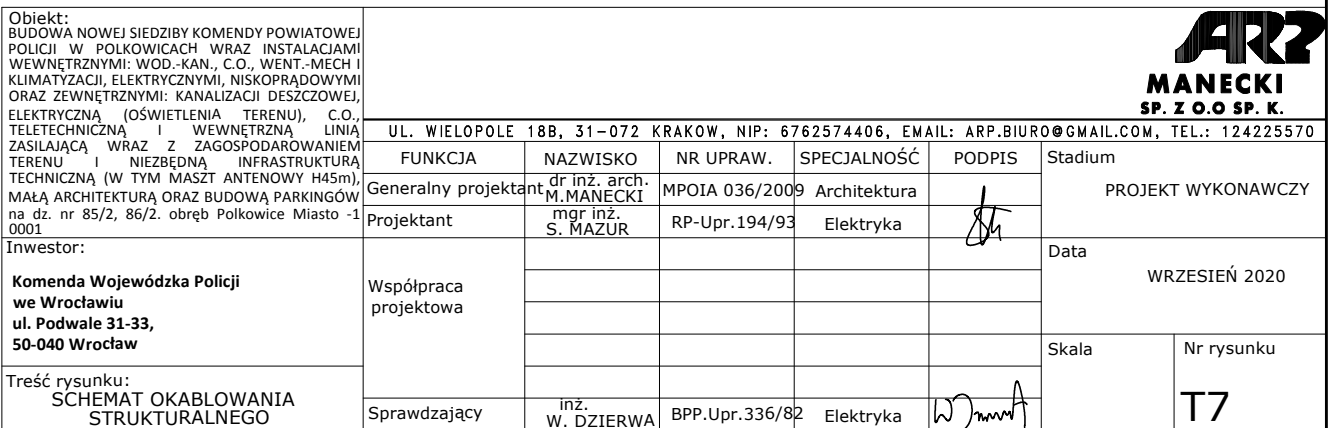 Obiekt:
BUDOWA NOWEJ SIEDZIBY KOMENDY POWIATOWEJ
POLICJI W POLKOWICACH WRAZ INSTALACJAMI
WEWNĘTRZNYMI: WOD.-KAN., C.O., WENT.-MECH I
KLIMATYZACJI, ELEKTRYCZNYMI, NISKOPRĄDOWYMI
ORAZ ZEWNĘTRZNYMI: KANALIZACJI DESZCZOWEJ,
ELEKTRYCZNĄ (OŚWIETLENIA TERENU), C.O.,
TELETECHNICZNĄ I WEWNĘTRZNĄ LINIĄ
ZASILAJĄCĄ WRAZ Z ZAGOSPODAROWANIEM
TERENU I NIEZBĘDNĄ INFRASTRUKTURĄ
TECHNICZNĄ (W TYM MASZT ANTENOWY H45m),
MAŁĄ ARCHITEKTURĄ ORAZ BUDOWĄ PARKINGÓW
na dz. nr 85/2, 86/2. obręb Polkowice Miasto -1
0001
ARP
MANECKI
SP. Z O.O SP. K.
UL. WIELOPOLE 18B, 31-072 KRAKOW, NIP: 6762574406, EMAIL: ARP.BIURO@GMAIL.COM, TEL.: 124225570
FUNKCJA NAZWISKO NR UPRAW. SPECJALNOŚĆ PODPIS
Generalny projektant dr inż. arch. M.MANECKI MPOIA 036/2009 Architektura
Projektant mgr inż. S. MAZUR RP-Upr.194/93 Elektryka
Stadium
PROJEKT WYKONAWCZY
Inwestor:
Komenda Wojewódzka Policji
we Wrocławiu
ul. Podwale 31-33,
50-040 Wrocław
Współpraca
projektowa
Data
WRZESIEŃ 2020
Treść rysunku:
SCHEMAT OKABLOWANIA
STRUKTURALNEGO
Sprawdzający inż. W. DZIERWA BPP.Upr.336/82 Elektryka
Skala
Nr rysunku
T7